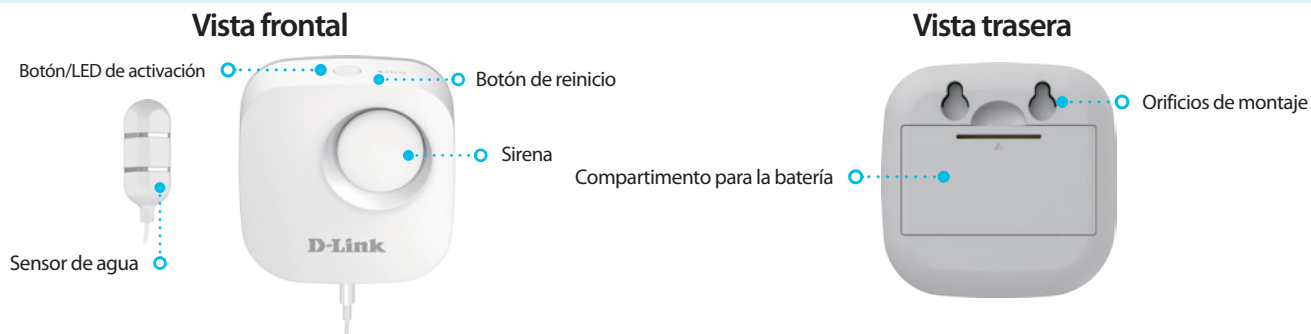 Vista frontal
Vista trasera
Botón/LED de activación
Botón de reinicio
Orificios de montaje
Sirena
Compartimento para la batería
D-Link
Sensor de agua